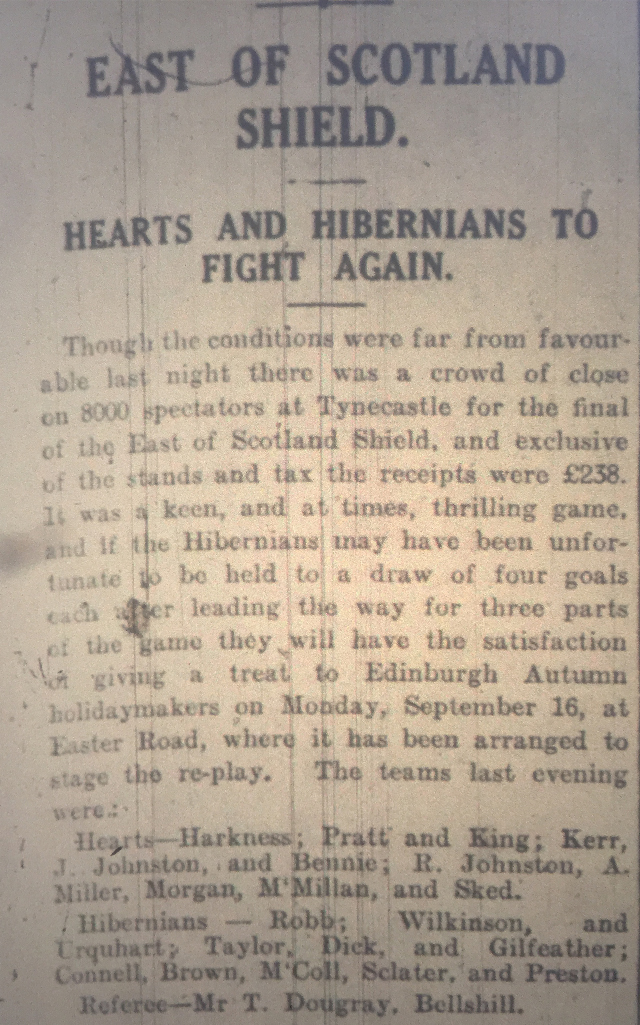 EAST OF SCOTLAND
SHIELD.
HEARTS AND HIBERNIANS TO
FIGHT AGAIN.
Though the conditions were far from favour-
able last night there was a crowd of close
on 8000 spectators at Tynecastle for the final
of the East of Scotland Shield, and exclusive
of the stands and tax the receipts were £238.
It was a keen, and at times, thrilling game,
and if the Hibernians may have been unfor-
tunate to be held to a draw of four goals
each after leading the way for three parts
of the game they will have the satisfaction
of giving a treat to Edinburgh Autumn
holidaymakers on Monday, September 16, at
Easter Road, where it has been arranged to
stage the re-play. The teams last evening
were:
Hearts—Harkness; Pratt and King; Kerr,
J. Johnston, and Bennie; R. Johnston, A.
Miller, Morgan, M'Millan, and Sked.
Hibernians — Robb; Wilkinson, and
Urquhart; Taylor, Dick, and Gilfeather;
Connell, Brown, M'Coll, Sclater, and Preston.
Referee—Mr T. Dougray, Bellshill.